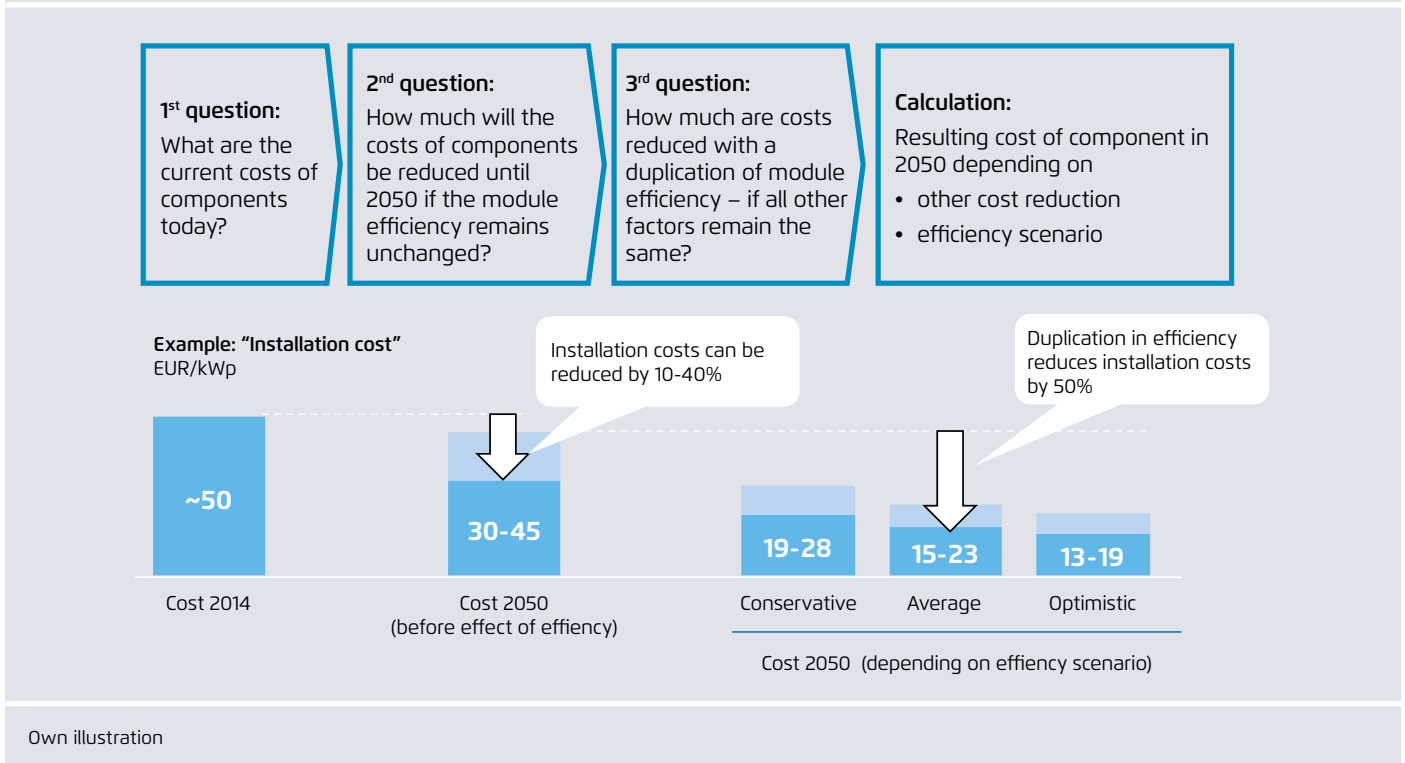 1st question:
What are the
current costs of
components
today?
2nd question:
How much will the
costs of components
be reduced until
2050 if the module
efficiency remains
unchanged?
3rd question:
How much are costs
reduced with a
duplication of module
efficiency – if all other
factors remain the
same?
Calculation:
Resulting cost of component in
2050 depending on
• other cost reduction
• efficiency scenario
Example: “Installation cost”
EUR/kWp
Installation costs can be
reduced by 10-40%
Duplication in efficiency
reduces installation costs
by 50%
~50
30-45
19-28
15-23
13-19
Cost 2014
Cost 2050
(before effect of effiency)
Conservative
Average
Optimistic
Cost 2050 (depending on effiency scenario)
Own illustration